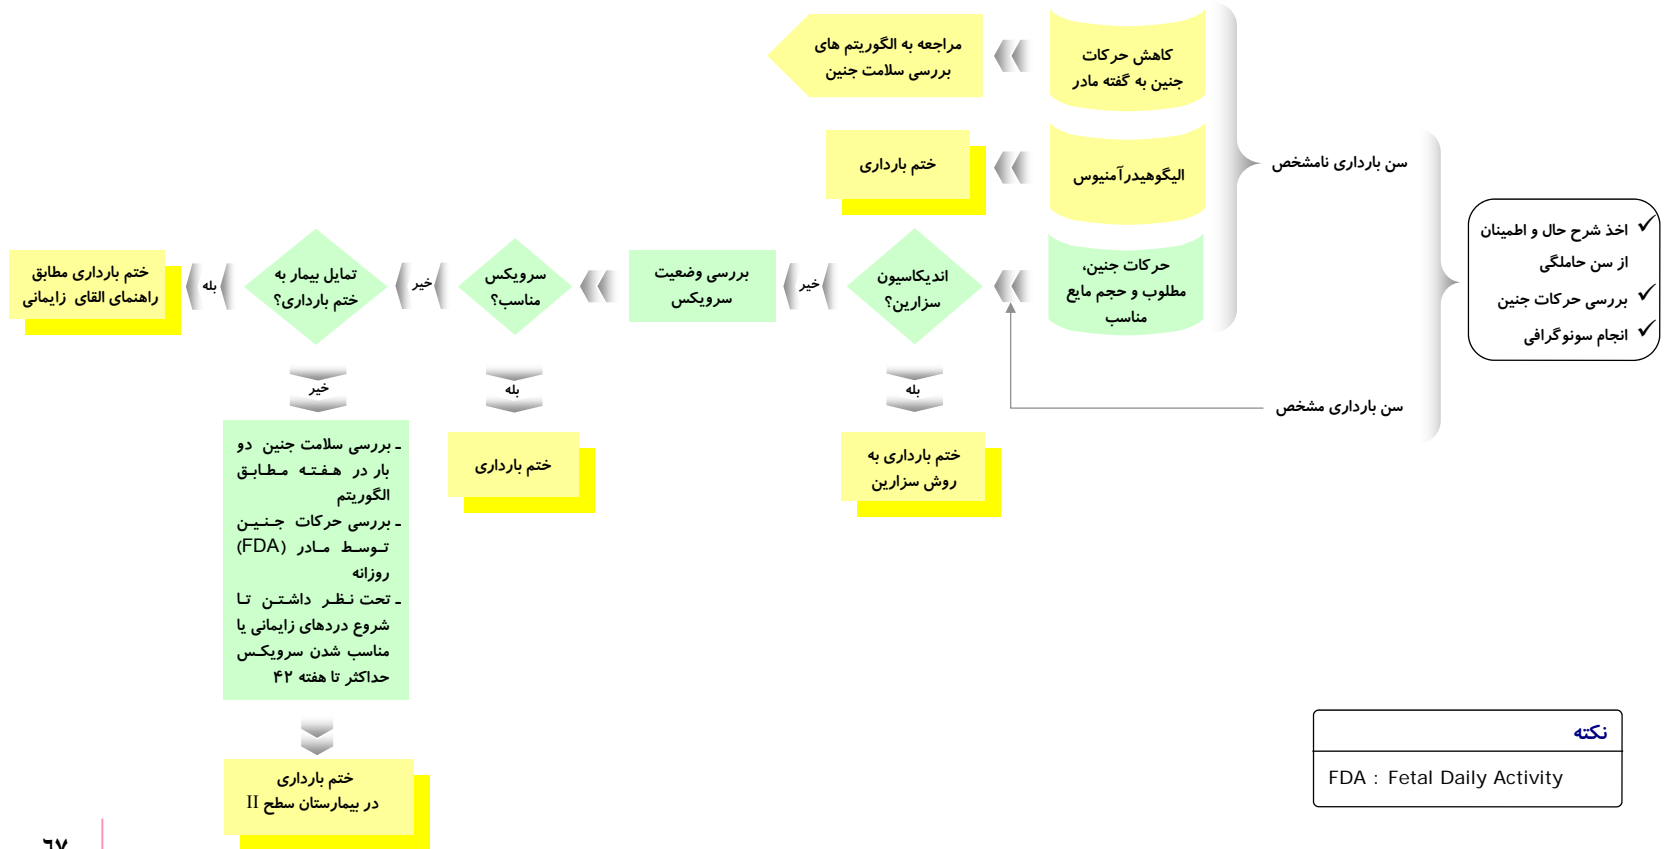 اخذ شرح حال و اطمینان
از سن حاملگی
بررسی حرکات جنین
انجام سونوگرافی
سن بارداری نامشخص
سن بارداری مشخص
کاهش حرکات
جنین به گفته مادر
مراجعه به الگوریتم های
بررسی سلامت جنین
الیگوهیدرآمنیوس
ختم بارداری
حرکات جنین،
مطلوب و حجم مایع
مناسب
اندیکاسیون
سزارین؟
خیر
بررسی وضعیت
سرویکس
سرویکس
مناسب؟
خیر
تمایل بیمار به
ختم بارداری؟
بله
ختم بارداری مطابق
راهنمای القای زایمانی
بله
ختم بارداری به
روش سزارین
بله
ختم بارداری
خیر
ـ بررسی سلامت جنین دو
بار در هفته مطابق
الگوریتم
ـ بررسی حرکات جنین
توسط مادر (FDA)
روزانه
ـ تحت نظر داشتن تا
شروع دردهای زایمانی یا
مناسب شدن سرویکس
حداکثر تا هفته ۴۲
ختم بارداری
در بیمارستان سطح II
نکته
FDA : Fetal Daily Activity
۶۷